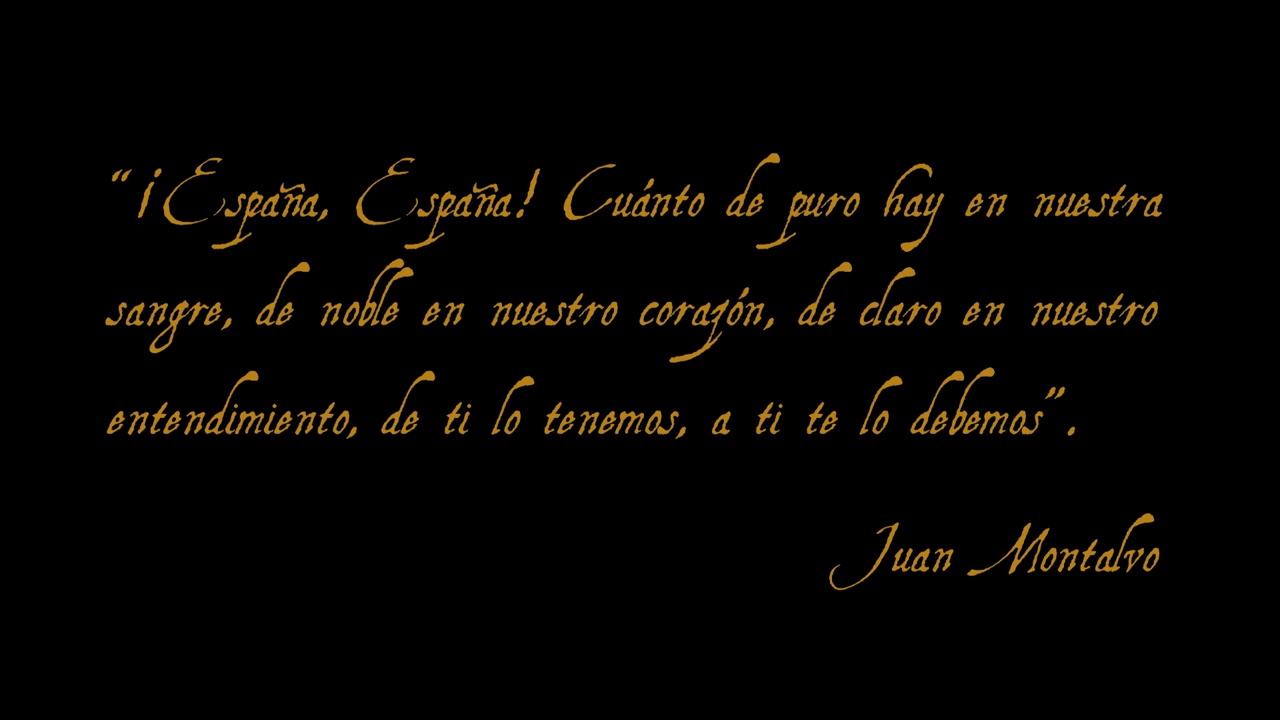 “¡España, España! Cuánto de puro hay en nuestra
sangre, de noble en nuestro corazón, de claro en nuestro
entendimiento, de ti lo tenemos, a ti te lo debemos”.
Juan Montalvo